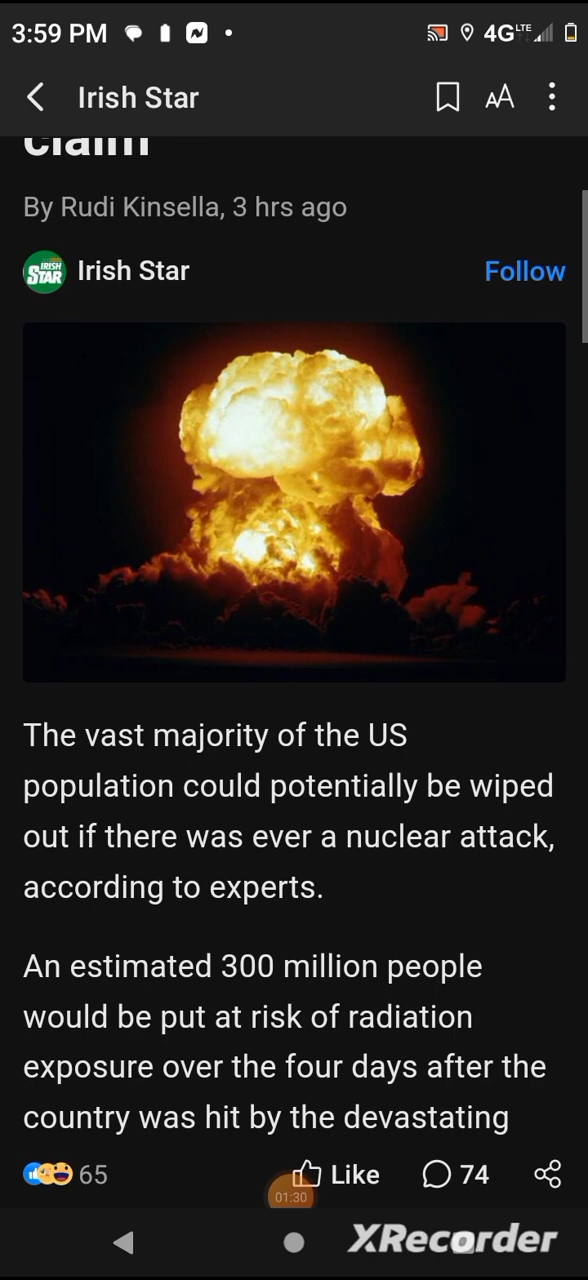 3:59 PM
4G LTE
Irish Star
AA
claim
By Rudi Kinsella, 3 hrs ago
IRISH
STAR
Irish Star
Follow
The vast majority of the US
population could potentially be wiped
out if there was ever a nuclear attack,
according to experts.
An estimated 300 million people
would be put at risk of radiation
exposure over the four days after the
country was hit by the devastating
65
Like
74
01:30
XRecorder